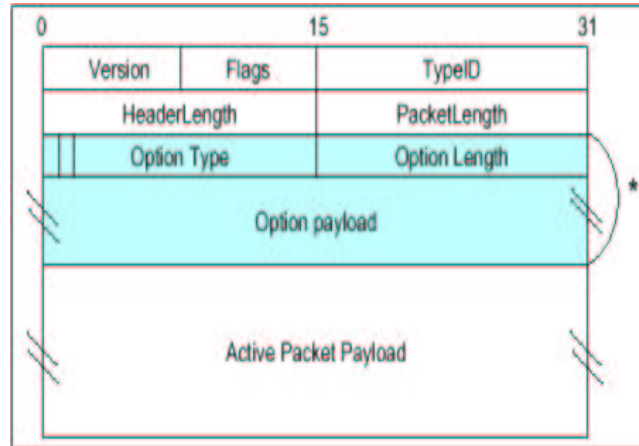 0 15 31
Version Flags TypeID
HeaderLength PacketLength
Option Type Option Length
*
Option payload
Active Packet Payload